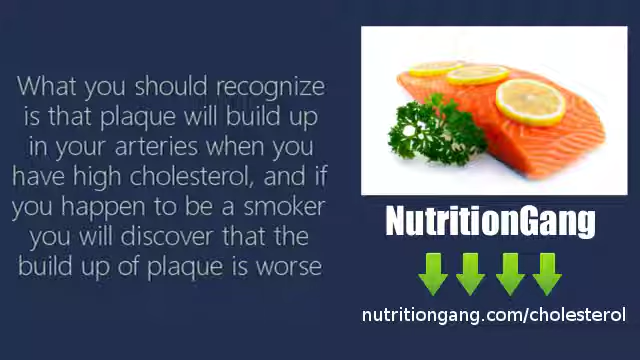 What you should recognize
is that plaque will build up
in your arteries when you
have high cholesterol, and if
you happen to be a smoker
you will discover that the
build up of plaque is worse
NutritionGang
nutritiongang.com/cholesterol